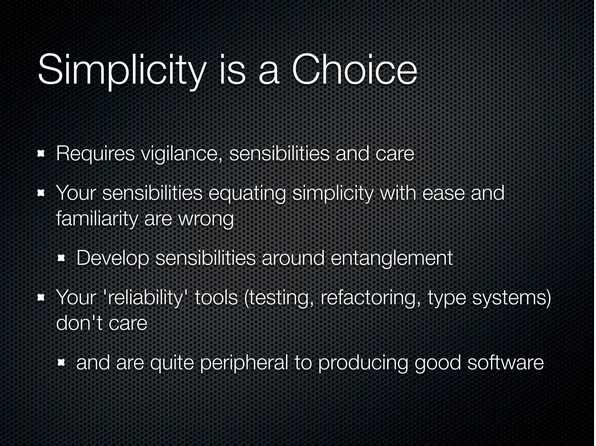 Simplicity is a Choice
Requires vigilance, sensibilities and care
Your sensibilities equating simplicity with ease and
familiarity are wrong
Develop sensibilities around entanglement
Your 'reliability' tools (testing, refactoring, type systems)
don't care
and are quite peripheral to producing good software